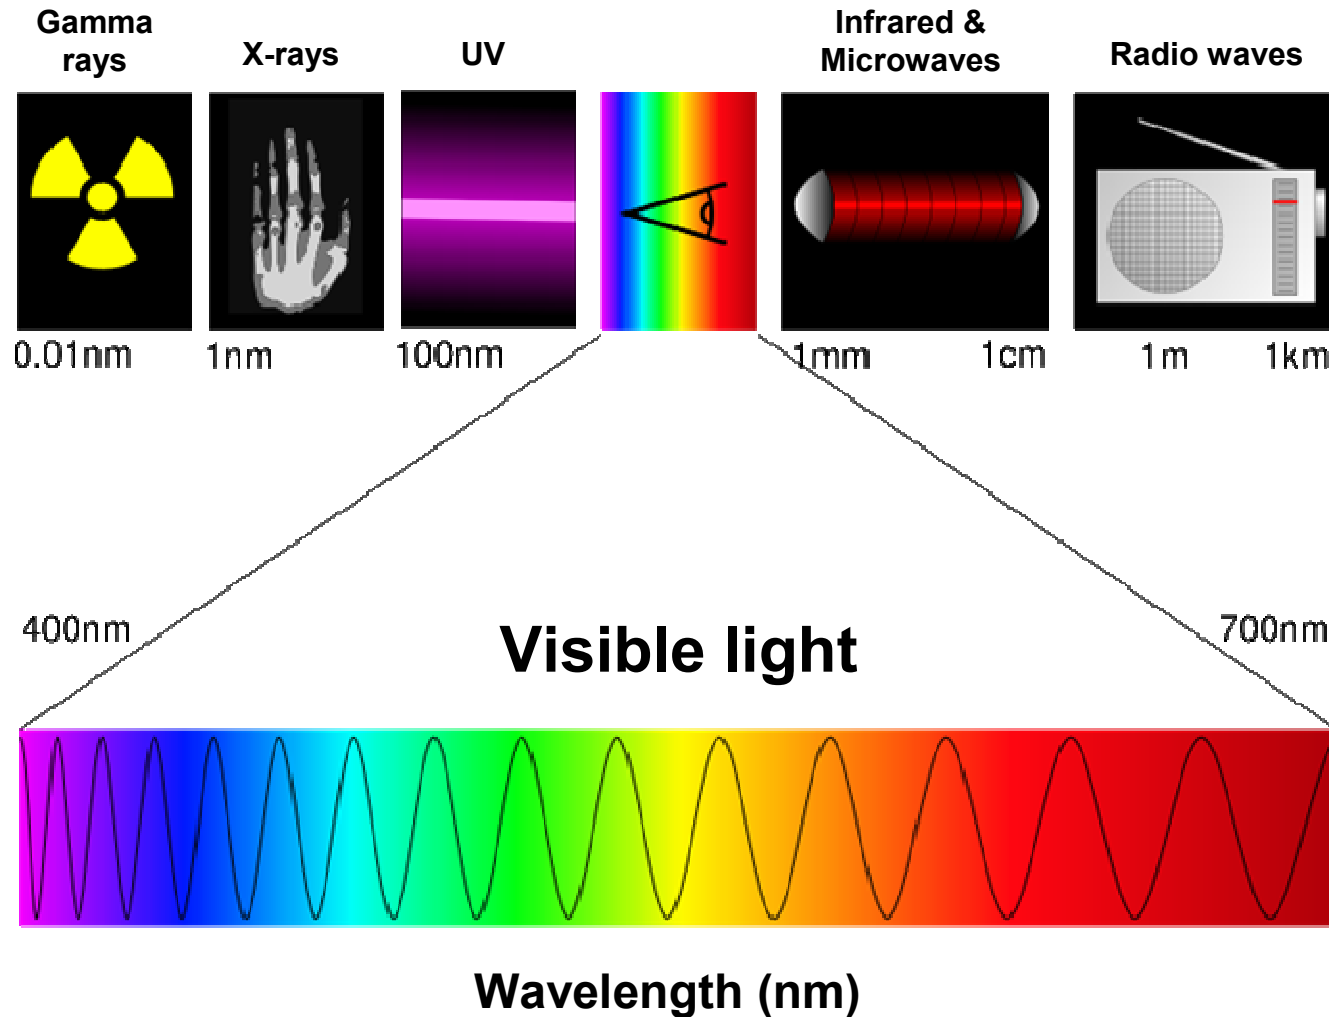 Gamma
rays
X-rays
UV
Infrared &
Microwaves
Radio waves
0.01nm
1nm
100nm
1mm
1cm
1m
1km
400nm
Visible light
700nm
Wavelength (nm)